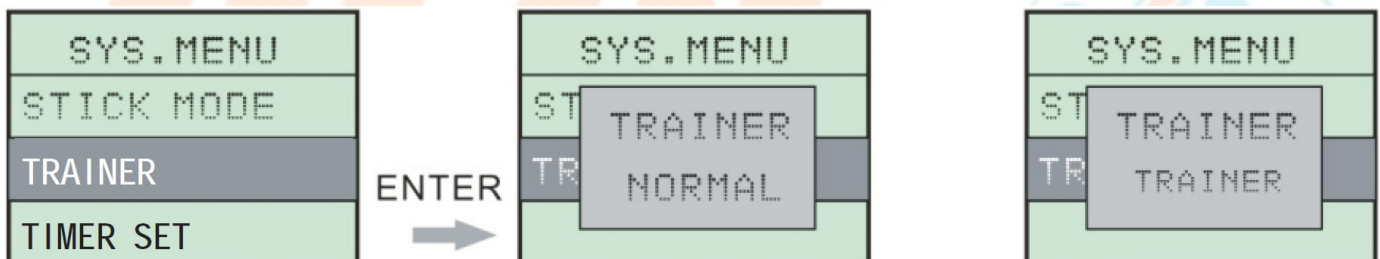 SYS.MENU
STICK MODE
TRAINER
TIMER SET
ENTER
SYS.MENU
ST
TR
TRAINER
NORMAL
SYS.MENU
ST
TR
TRAINER
TRAINER